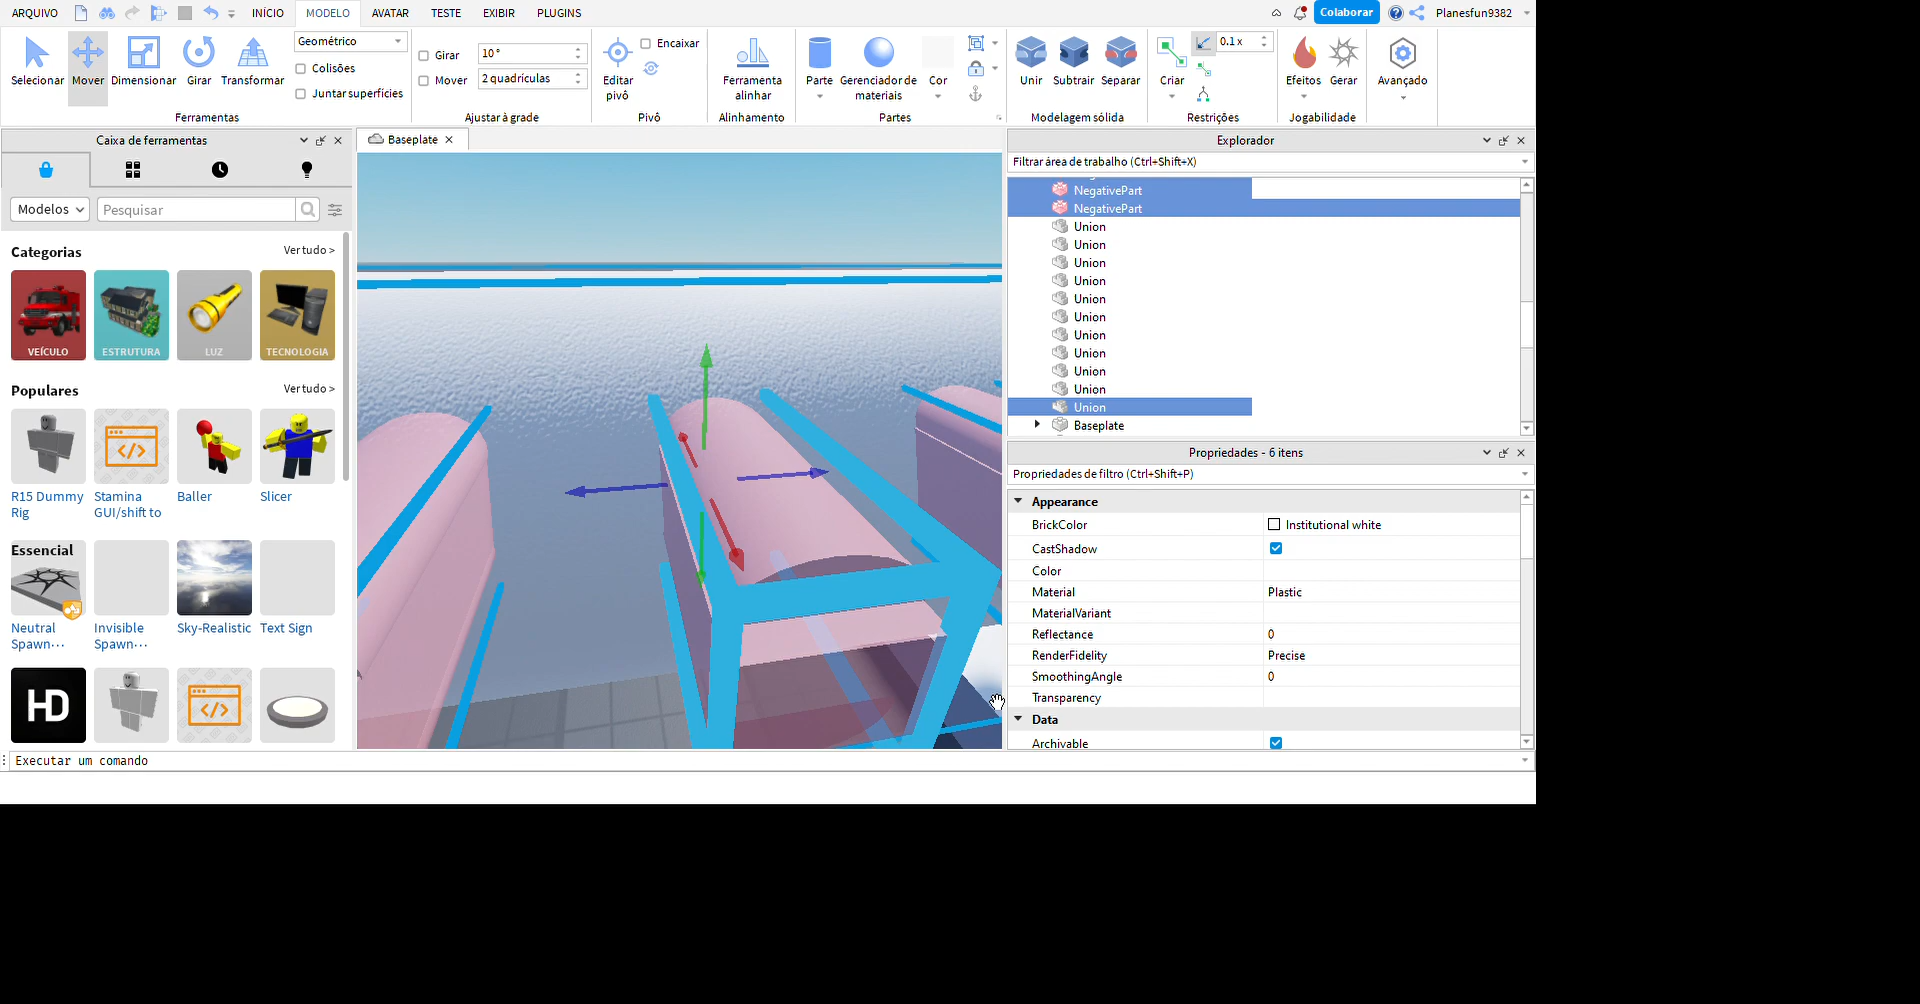 ARQUIVO
INÍCIO
MODELO
AVATAR
TESTE
EXIBIR
PLUGINS
Colaborar
Planesfun9382
Selecionar
Mover
Dimensionar
Girar
Transformar
Geométrico
Colisões
Juntar superfícies
Ferramentas
Girar
10 °
Mover
2 quadrículas
Ajustar à grade
Editar
pivô
Encaixar
Pivô
Ferramenta
alinhar
Alinhamento
Parte
Gerenciador de
materiais
Cor
Partes
Unir
Subtrair
Separar
Modelagem sólida
Criar
0.1 x
Restrições
Efeitos
Gerar
Jogabilidade
Avançado
Caixa de ferramentas
Modelos
Pesquisar
Categorias
Ver tudo >
VEÍCULO
ESTRUTURA
LUZ
TECNOLOGIA
Populares
Ver tudo >
R15 Dummy
Rig
Stamina
GUI/shift to
Baller
Slicer
Essencial
Neutral
Spawn···
Invisible
Spawn···
Sky-Realistic
Text Sign
HD
Baseplate
Explorador
Filtrar área de trabalho (Ctrl+Shift+X)
NegativePart
NegativePart
Union
Union
Union
Union
Union
Union
Union
Union
Union
Union
Union
Baseplate
Propriedades - 6 itens
Propriedades de filtro (Ctrl+Shift+P)
Appearance
BrickColor
Institutional white
CastShadow
Color
Material
Plastic
MaterialVariant
Reflectance
0
RenderFidelity
Precise
SmoothingAngle
0
Transparency
Data
Archivable
Executar um comando